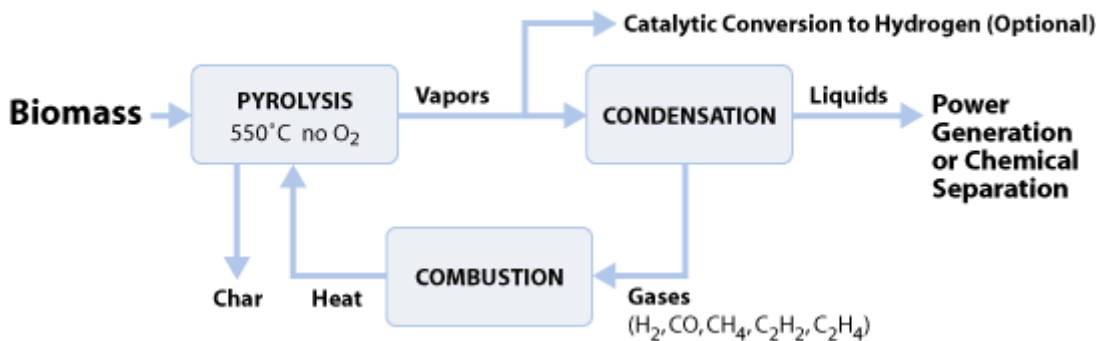 Catalytic Conversion to Hydrogen (Optional)
Biomass
PYROLYSIS
550°C no O₂
Vapors
CONDENSATION
Liquids
Power
Generation
or Chemical
Separation
Char
Heat
COMBUSTION
Gases
(H₂,CO,CH₄,C₂H₂,C₂H₄)